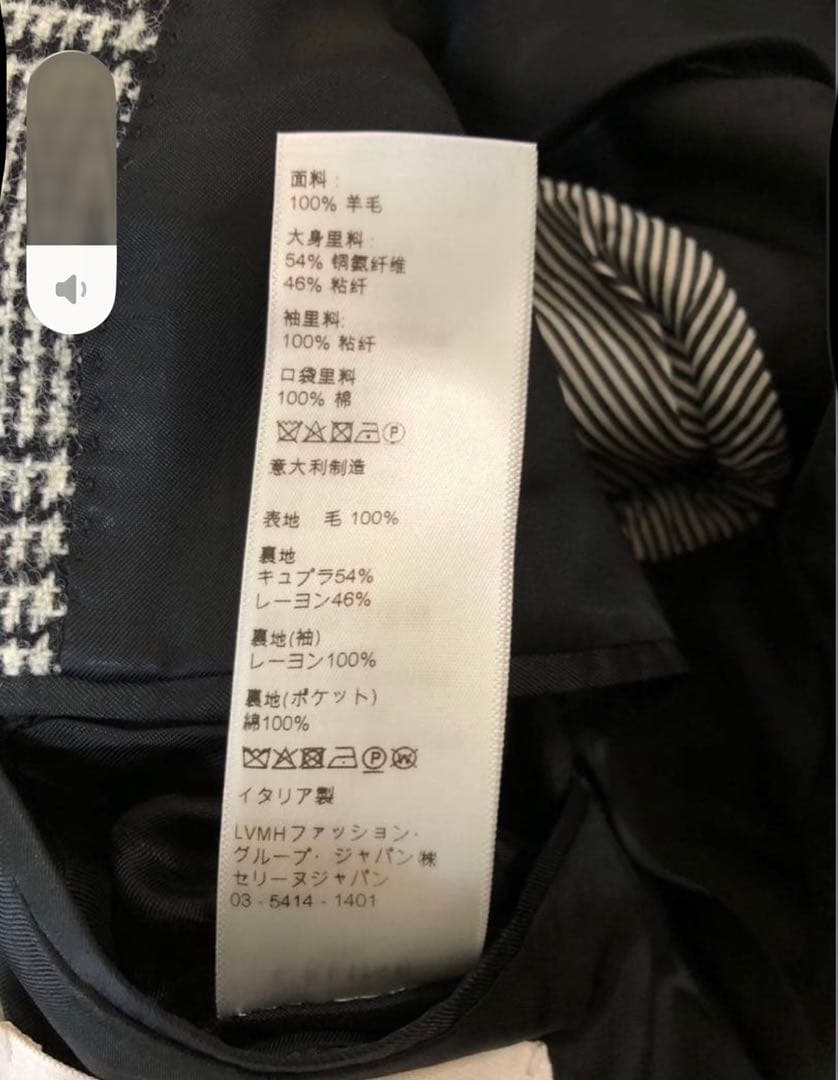 面料:
100% 羊毛
大身里料:
54% 铜氨纤维
46% 粘纤
袖里料:
100% 粘纤
口袋里料
100% 棉
P
意大利制造
表地 毛 100%
裏地
キュプラ54%
レーヨン46%
裏地(袖)
レーヨン100%
裏地(ポケット)
綿100%
P W
イタリア製
LVMHファッション・
グループ・ジャパン㈱
セリーヌジャパン
03 - 5414 - 1401